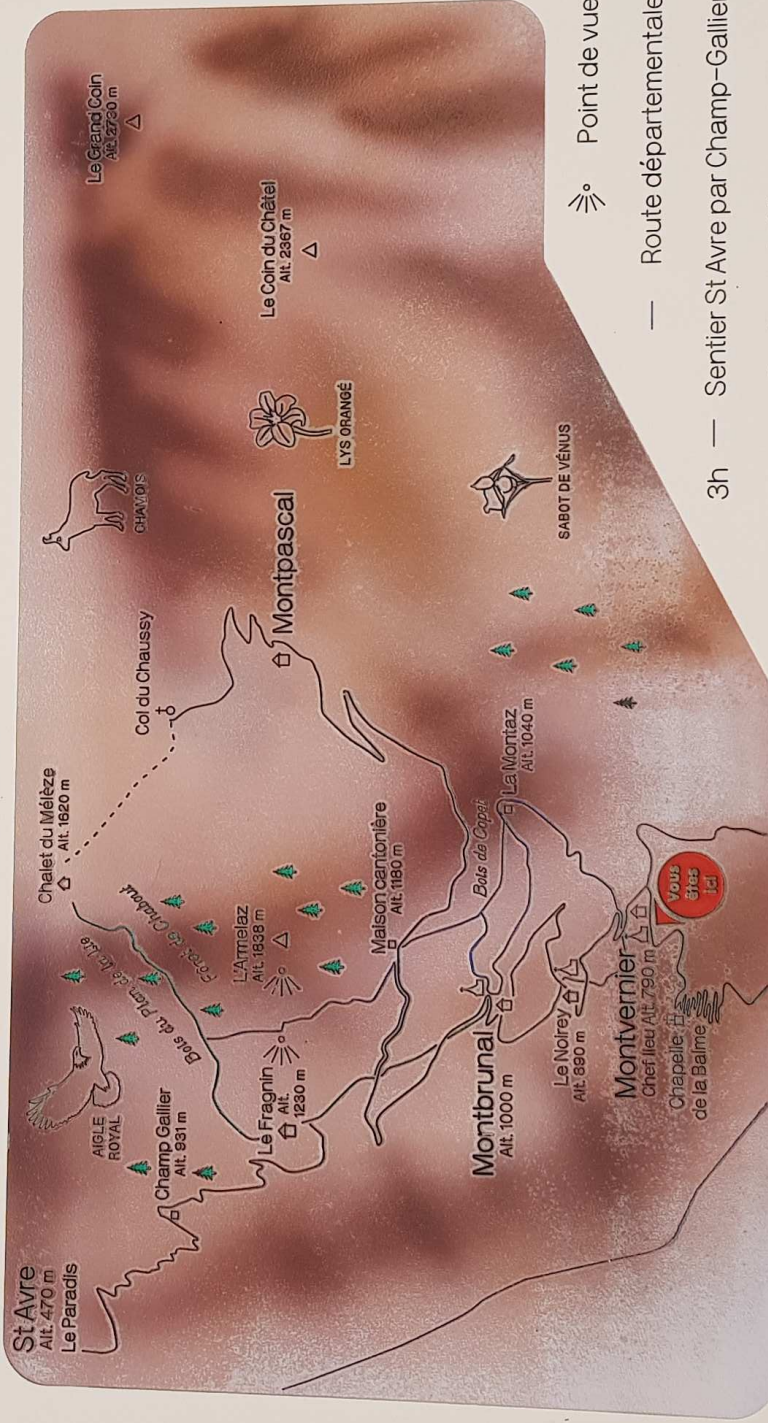 St Avre
Alt. 470 m
Le Paradis
AIGLE
ROYAL
Champ Gallier
Alt. 931 m
Bois du Plan de la Lie
Forêt de Chabout
Chalet du Mélèze
Alt. 1620 m
Col du Chaussy
CHAMOIS
Le Grand Coin
Alt. 2730 m
Le Fragnin
Alt.
1230 m
L'Armelaz
Alt. 1838 m
Montpascal
LYS ORANGÉ
Le Coin du Châtel
Alt. 2367 m
Maison cantonière
Alt. 1180 m
Montbrunal
Alt. 1000 m
Bois de Copei
La Montaz
Alt. 1040 m
SABOT DE VÉNUS
Le Noirey
Alt. 890 m
Montvernier
Chef lieu Alt. 790 m
Chapelle
de la Balme
Vous
êtes
ici
Point de vue
Route départementale
3h — Sentier St Avre par Champ-Gallier